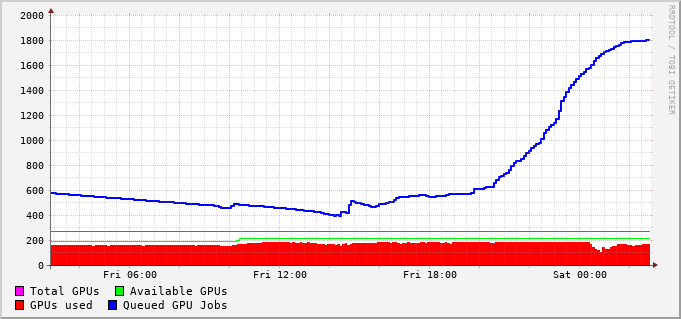 2000
1800
1600
1400
1200
1000
800
600
400
200
0
Fri 06:00 Fri 12:00 Fri 18:00 Sat 00:00
Total GPUs Available GPUs
GPUs used Queued GPU Jobs
RRDTOOL / TOBI OETIKER